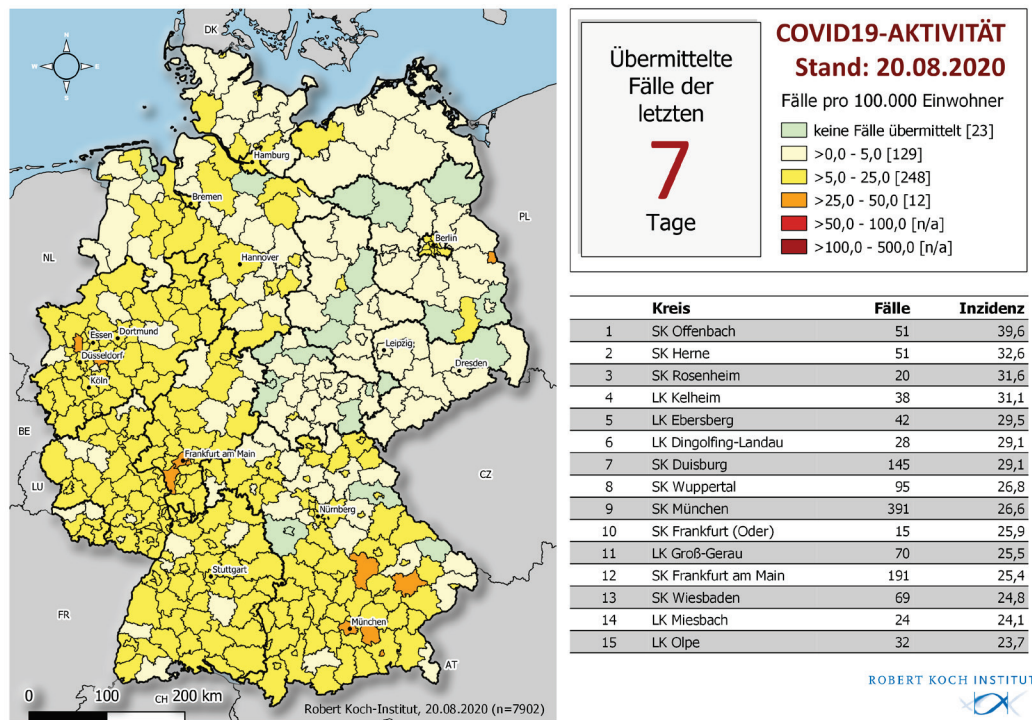 DK
N
W
E
S
Hamburg
Bremen
PL
Berlin
NL
Hannover
Essen
Dortmund
Düsseldorf
Leipzig
Köln
Dresden
BE
Frankfurt am Main
CZ
LU
Nürnberg
Stuttgart
FR
München
AT
CH
0 100 200 km
Robert Koch-Institut, 20.08.2020 (n=7902)
Übermittelte
Fälle der
letzten
7
Tage
COVID19-AKTIVITÄT
Stand: 20.08.2020
Fälle pro 100.000 Einwohner
keine Fälle übermittelt [23]
>0,0 - 5,0 [129]
>5,0 - 25,0 [248]
>25,0 - 50,0 [12]
>50,0 - 100,0 [n/a]
>100,0 - 500,0 [n/a]
Kreis Fälle Inzidenz
1 SK Offenbach 51 39,6
2 SK Herne 51 32,6
3 SK Rosenheim 20 31,6
4 LK Kelheim 38 31,1
5 LK Ebersberg 42 29,5
6 LK Dingolfing-Landau 28 29,1
7 SK Duisburg 145 29,1
8 SK Wuppertal 95 26,8
9 SK München 391 26,6
10 SK Frankfurt (Oder) 15 25,9
11 LK Groß-Gerau 70 25,5
12 SK Frankfurt am Main 191 25,4
13 SK Wiesbaden 69 24,8
14 LK Miesbach 24 24,1
15 LK Olpe 32 23,7
ROBERT KOCH INSTITUT